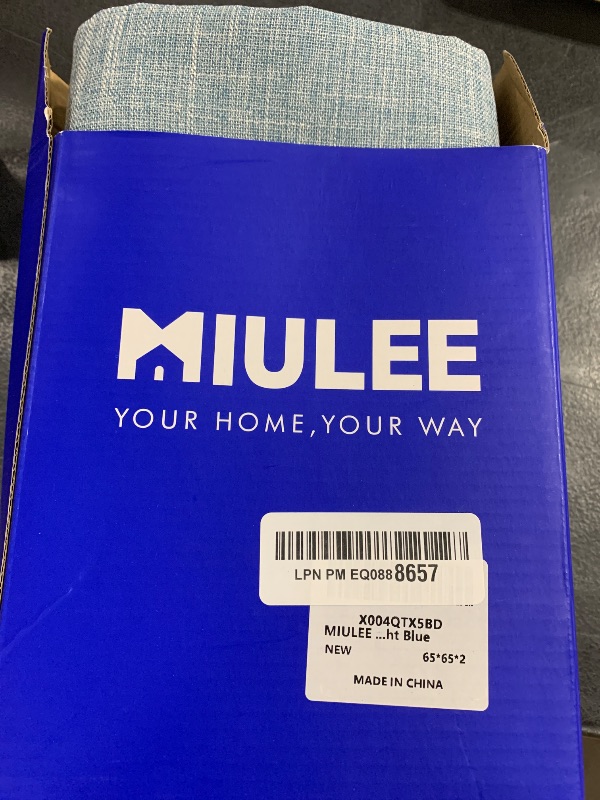 MIULEE
YOUR HOME, YOUR WAY
LPN PM EQ0888657
X004QTX5BD
MIULEE ...ht Blue
NEW 65*65*2
MADE IN CHINA